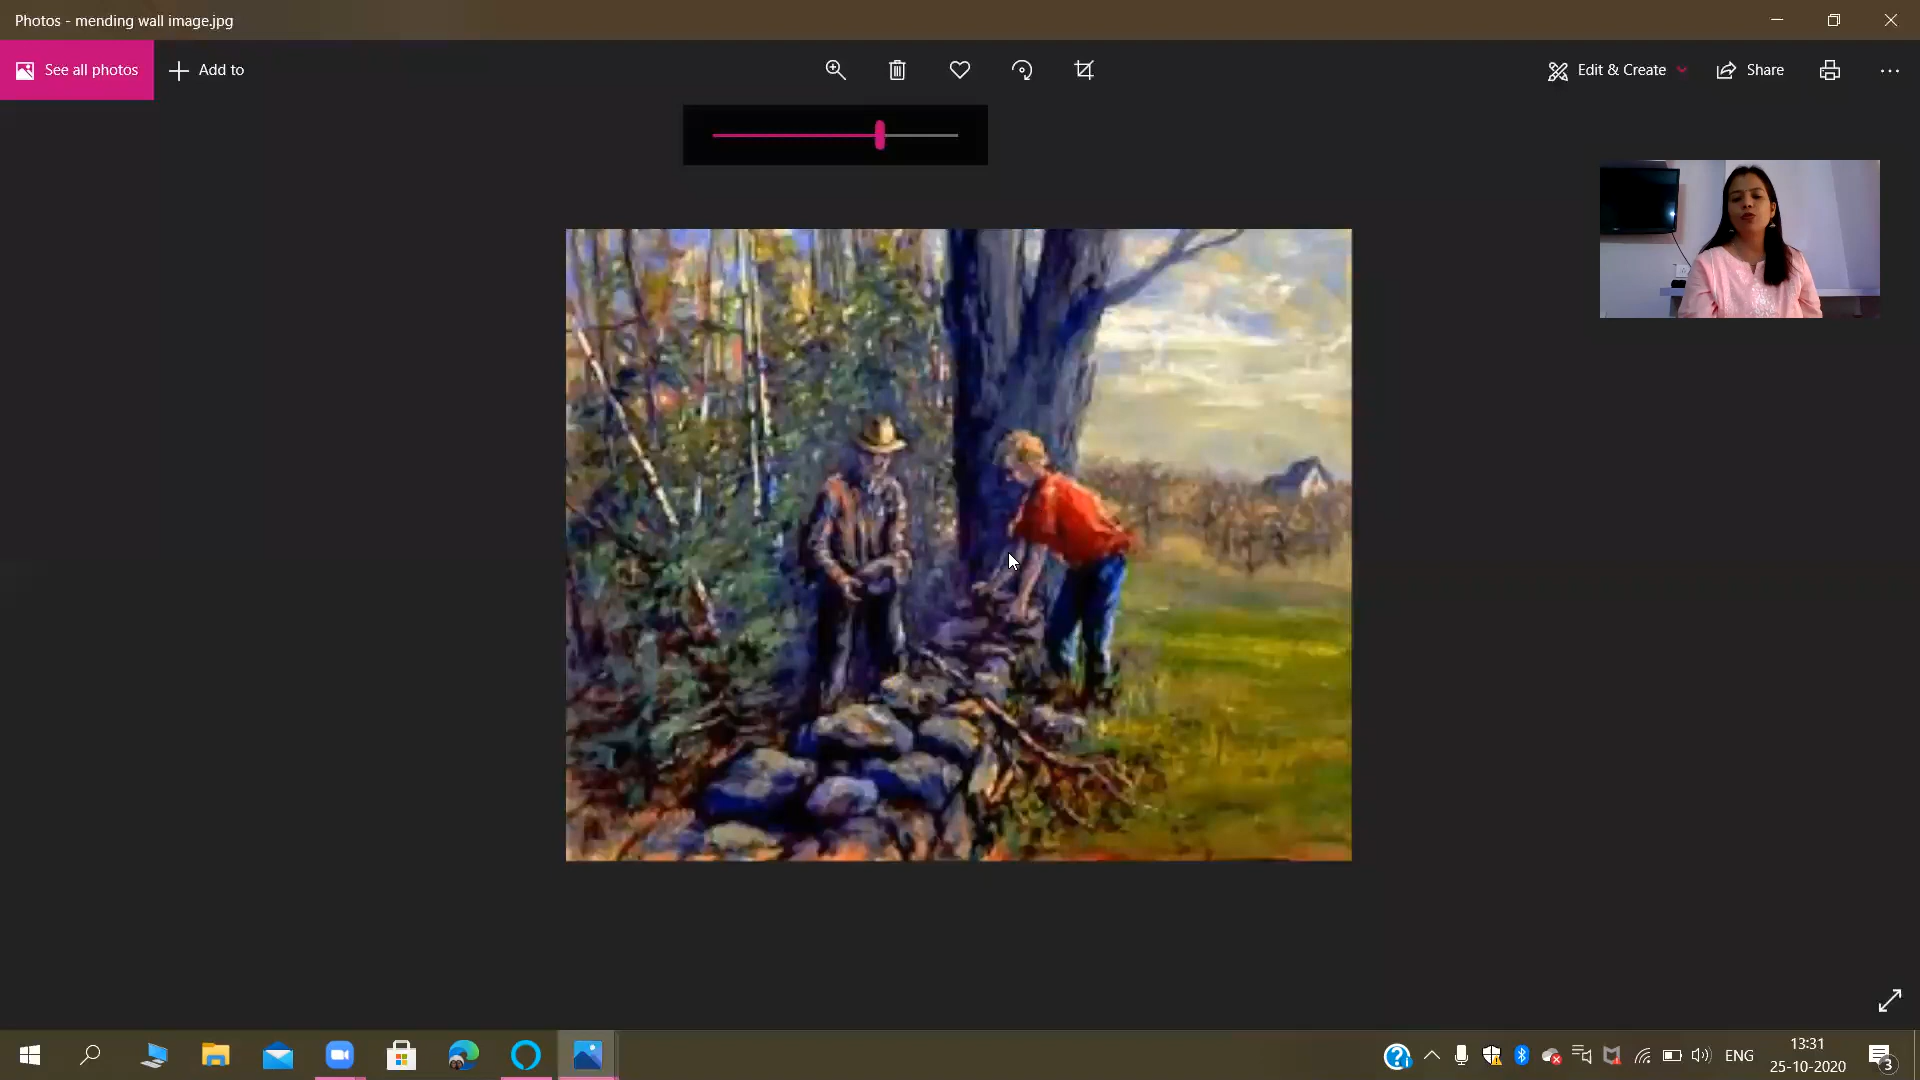 Photos - mending wall image.jpg
See all photos
Add to
Edit & Create
Share
ENG
13:31
25-10-2020
3